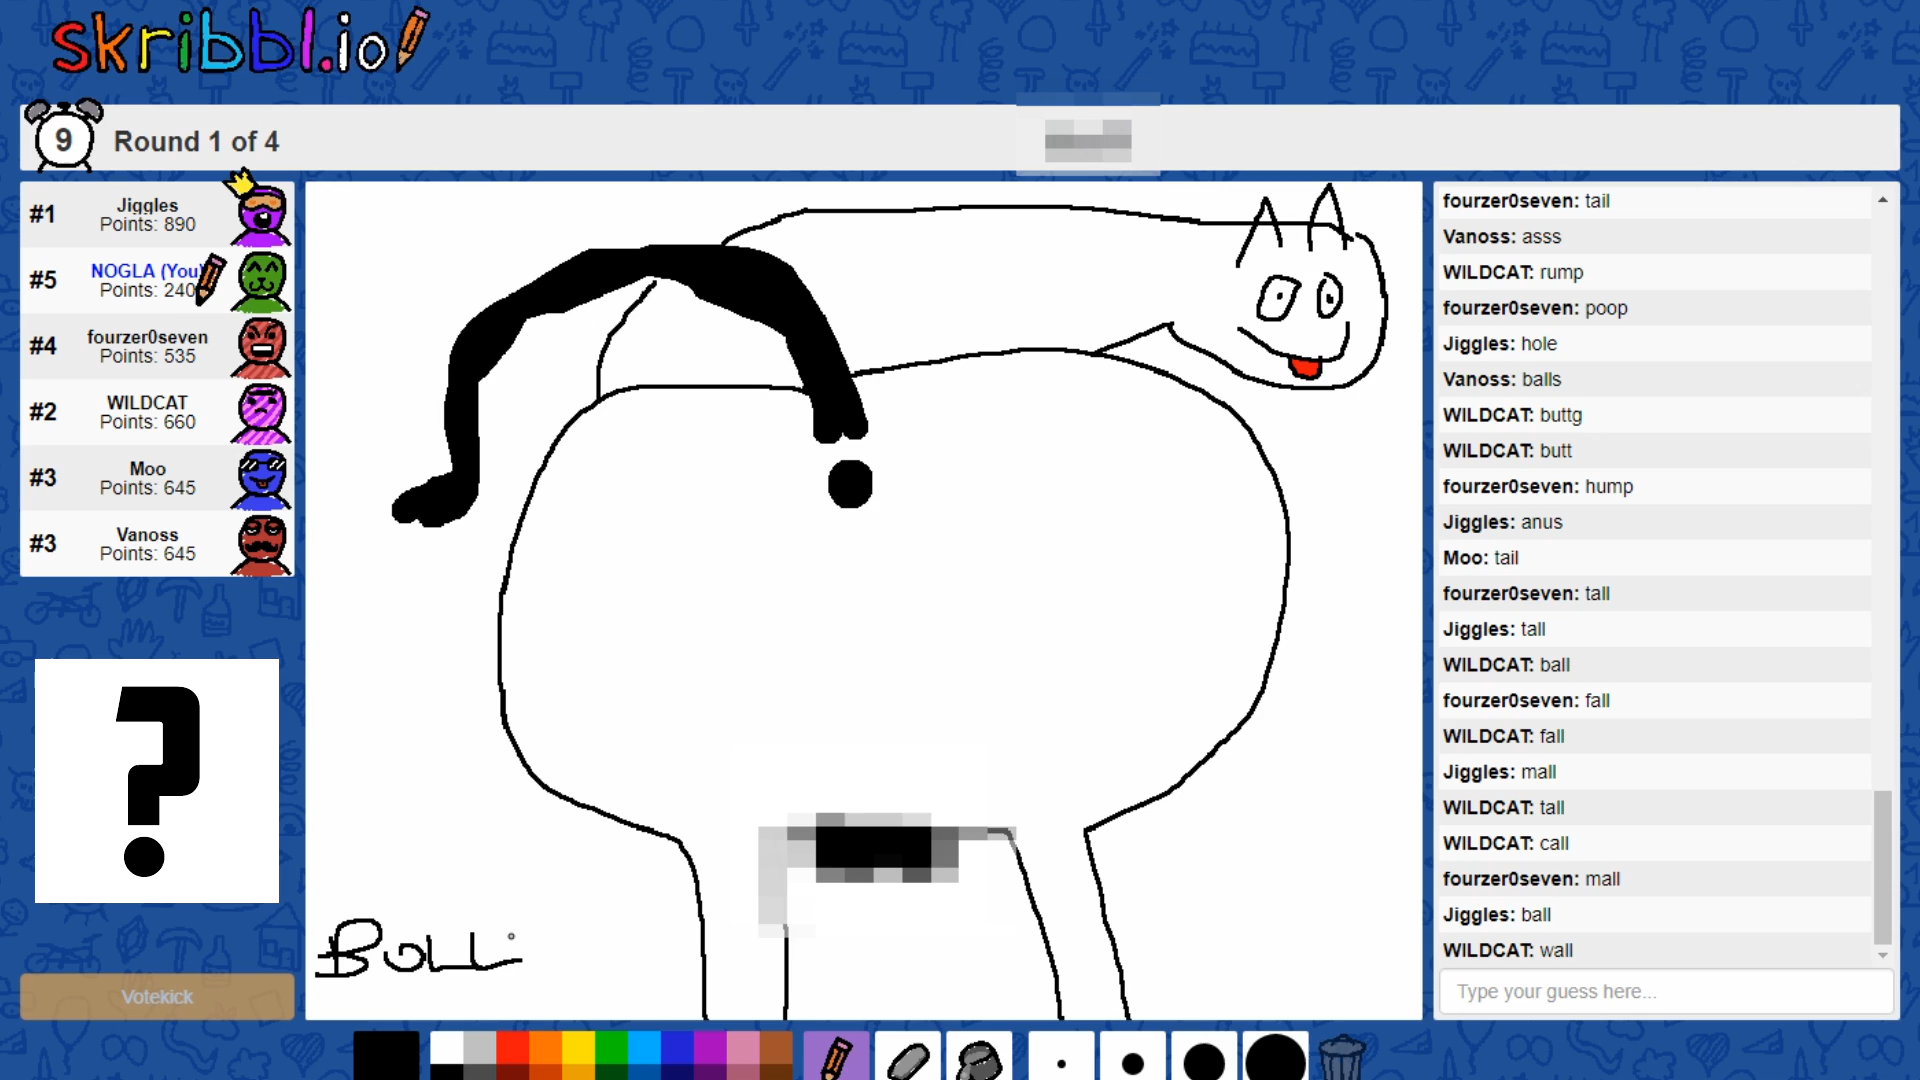 skribbl.io
9
Round 1 of 4
#1
Jiggles
Points: 890
#5
NOGLA (You)
Points: 240
#4
fourzer0seven
Points: 535
#2
WILDCAT
Points: 660
#3
Moo
Points: 645
#3
Vanoss
Points: 645
?
Votekick
BULL
fourzer0seven: tail
Vanoss: asss
WILDCAT: rump
fourzer0seven: poop
Jiggles: hole
Vanoss: balls
WILDCAT: buttg
WILDCAT: butt
fourzer0seven: hump
Jiggles: anus
Moo: tail
fourzer0seven: tall
Jiggles: tall
WILDCAT: ball
fourzer0seven: fall
WILDCAT: fall
Jiggles: mall
WILDCAT: tall
WILDCAT: call
fourzer0seven: mall
Jiggles: ball
WILDCAT: wall
Type your guess here...